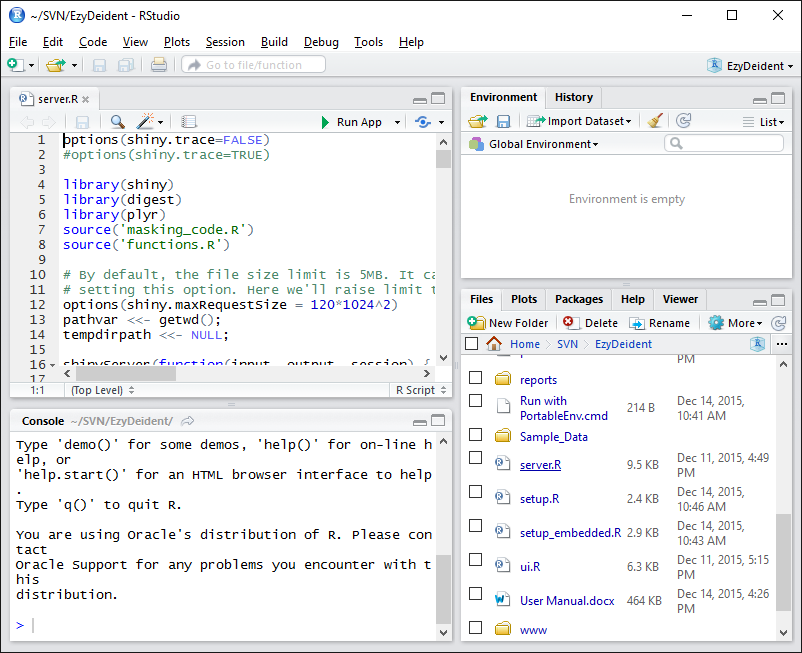 ~/SVN/EzyDeident - RStudio
File Edit Code View Plots Session Build Debug Tools Help
Go to file/function
EzyDeident
server.R
Run App
1 options(shiny.trace=FALSE)
2 #options(shiny.trace=TRUE)
3
4 library(shiny)
5 library(digest)
6 library(plyr)
7 source('masking_code.R')
8 source('functions.R')
9
10 # By default, the file size limit is 5MB. It ca
11 # setting this option. Here we'll raise limit t
12 options(shiny.maxRequestSize = 120*1024^2)
13 pathvar <<- getwd();
14 tempdirpath <<- NULL;
15
16 shinyServer(function(input, output, session) {
17
1:1 (Top Level) R Script
Console ~/SVN/EzyDeident/
Type 'demo()' for some demos, 'help()' for on-line h
elp, or
'help.start()' for an HTML browser interface to help
.
Type 'q()' to quit R.
You are using Oracle's distribution of R. Please con
tact
Oracle Support for any problems you encounter with t
his
distribution.
>
Environment History
Import Dataset List
Global Environment
Environment is empty
Files Plots Packages Help Viewer
New Folder Delete Rename More
Home SVN EzyDeident ...
PM
reports
Run with PortableEnv.cmd 214 B Dec 14, 2015, 10:41 AM
Sample_Data
server.R 9.5 KB Dec 11, 2015, 4:49 PM
setup.R 2.4 KB Dec 14, 2015, 10:46 AM
setup_embedded.R 2.9 KB Dec 14, 2015, 10:43 AM
ui.R 6.3 KB Dec 11, 2015, 5:15 PM
User Manual.docx 464 KB Dec 14, 2015, 4:26 PM
www